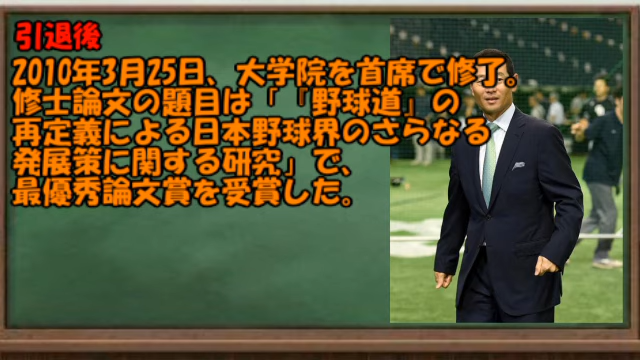 引退後
2010年3月25日、大学院を首席で修了。
修士論文の題目は「『野球道』の
再定義による日本野球界のさらなる
発展策に関する研究」で、
最優秀論文賞を受賞した。